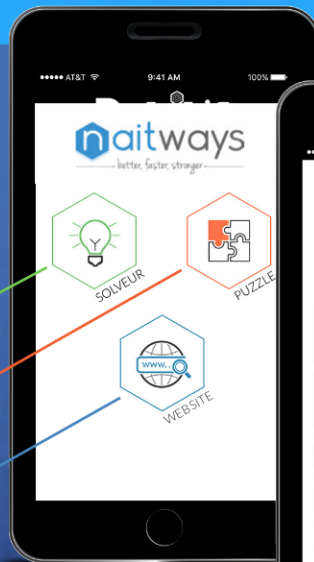 AT&T 9:41 AM 100%
naitways
better, faster, stronger
SOLVEUR
PUZZLE
www..
WEBSITE